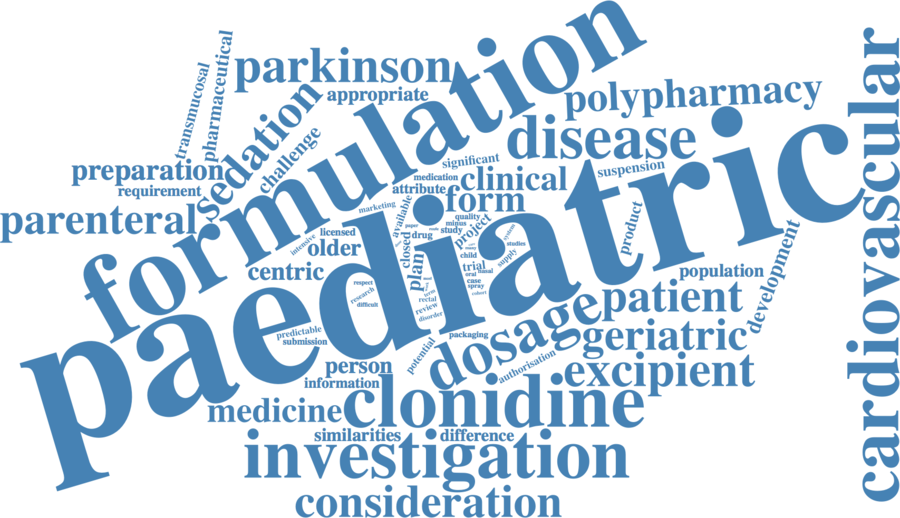 formulation
parkinson
transmucosal
pharmaceutical
appropriate
sedation
challenge
polypharmacy
cardiovascular
disease
paediatric
preparation
requirement
significant
suspension
medication
clinical
attribute
form
parenteral
marketing
available
quality
minus
study
project
paper
licensed
drug
closed
plan
intensive
older
centric
system
studies
supply
child
trial
oral
nasal
case
spray
cohort
product
population
development
respect
research
difficult
term
rectal
review
disorder
patient
dosage
geriatric
predictable
submission
packaging
potential
authorisation
excipient
person
information
medicine
clonidine
similarities
difference
investigation
consideration